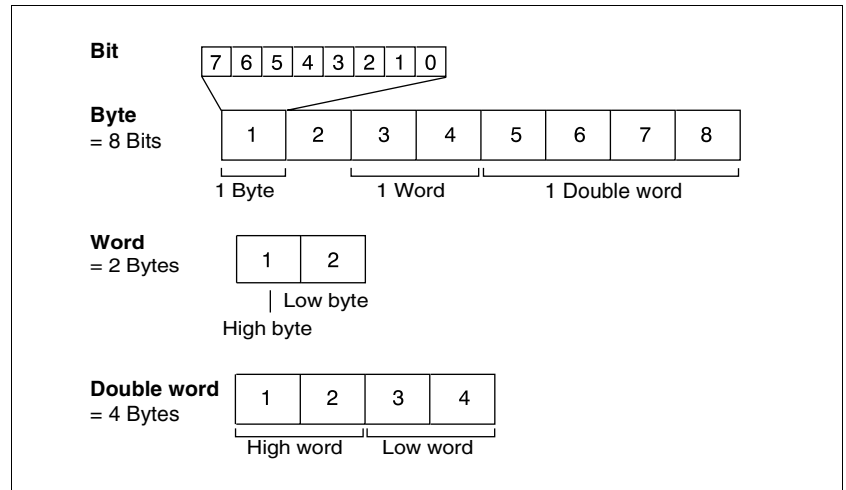 Bit
7 6 5 4 3 2 1 0
Byte
= 8 Bits
1 2 3 4 5 6 7 8
1 Byte 1 Word 1 Double word
Word
= 2 Bytes
1 2
Low byte
High byte
Double word
= 4 Bytes
1 2 3 4
High word Low word